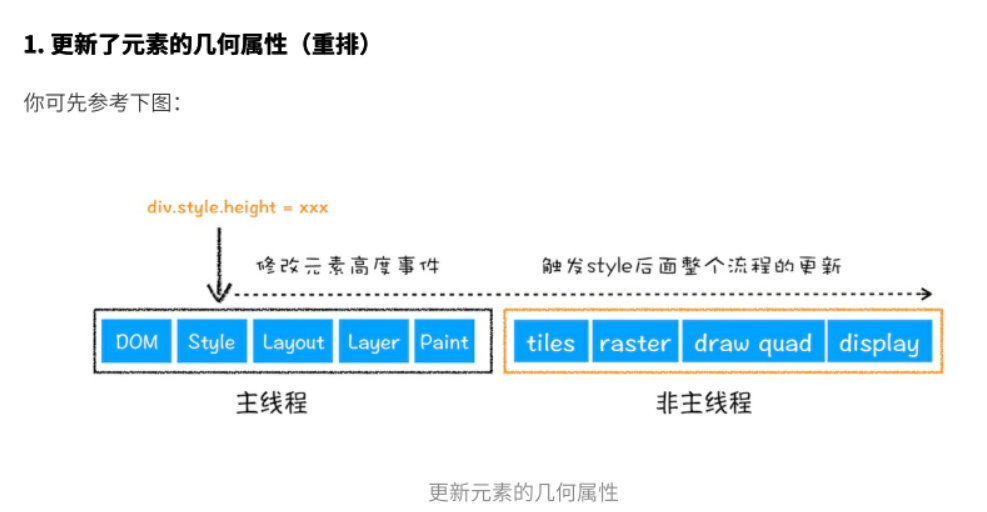 1. 更新了元素的几何属性（重排）
你可先参考下图：
div.style.height = xxx
修改元素高度事件 触发style后面整个流程的更新
DOM Style Layout Layer Paint tiles raster draw quad display
主线程 非主线程
更新元素的几何属性